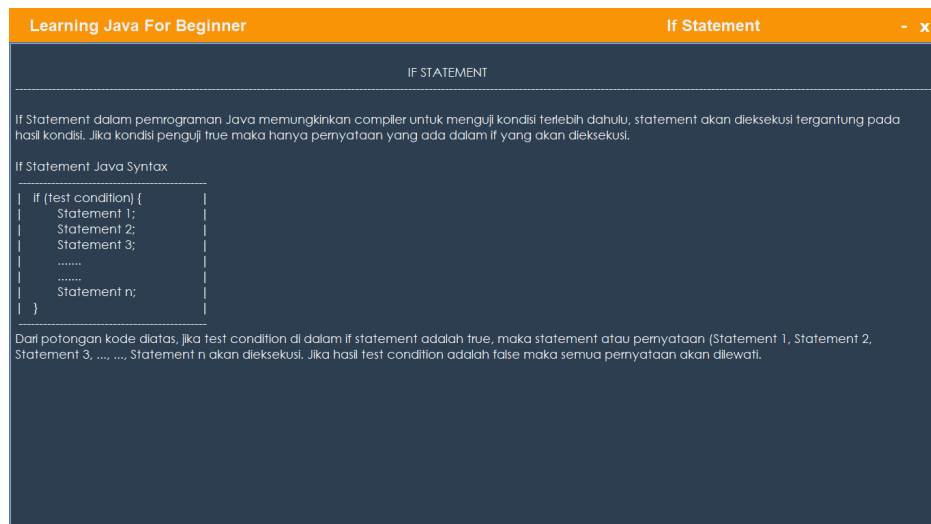 Learning Java For Beginner If Statement - x
IF STATEMENT
If Statement dalam pemrograman Java memungkinkan compiler untuk menguji kondisi terlebih dahulu, statement akan dieksekusi tergantung pada
hasil kondisi. Jika kondisi penguji true maka hanya pernyataan yang ada dalam if yang akan dieksekusi.
If Statement Java Syntax
| if (test condition) { |
| Statement 1; |
| Statement 2; |
| Statement 3; |
| ....... |
| ....... |
| Statement n; |
| } |
Dari potongan kode diatas, jika test condition di dalam if statement adalah true, maka statement atau pernyataan (Statement 1, Statement 2,
Statement 3, ..., ..., Statement n akan dieksekusi. Jika hasil test condition adalah false maka semua pernyataan akan dilewati.